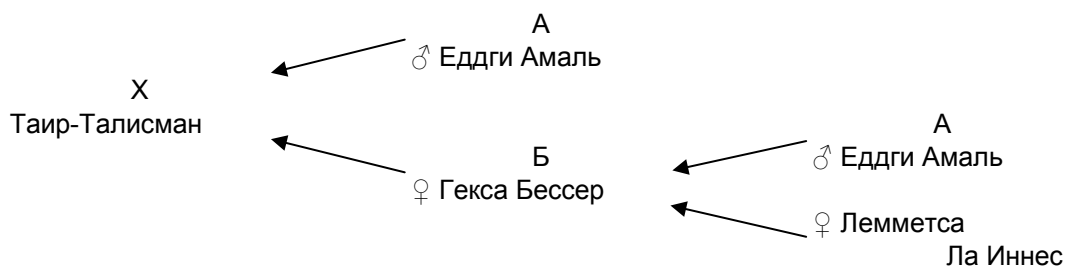 А
♂ Еддги Амаль
Х
Таир-Талисман
Б
♀ Гекса Бессер
А
♂ Еддги Амаль
♀ Лемметса
Ла Иннес